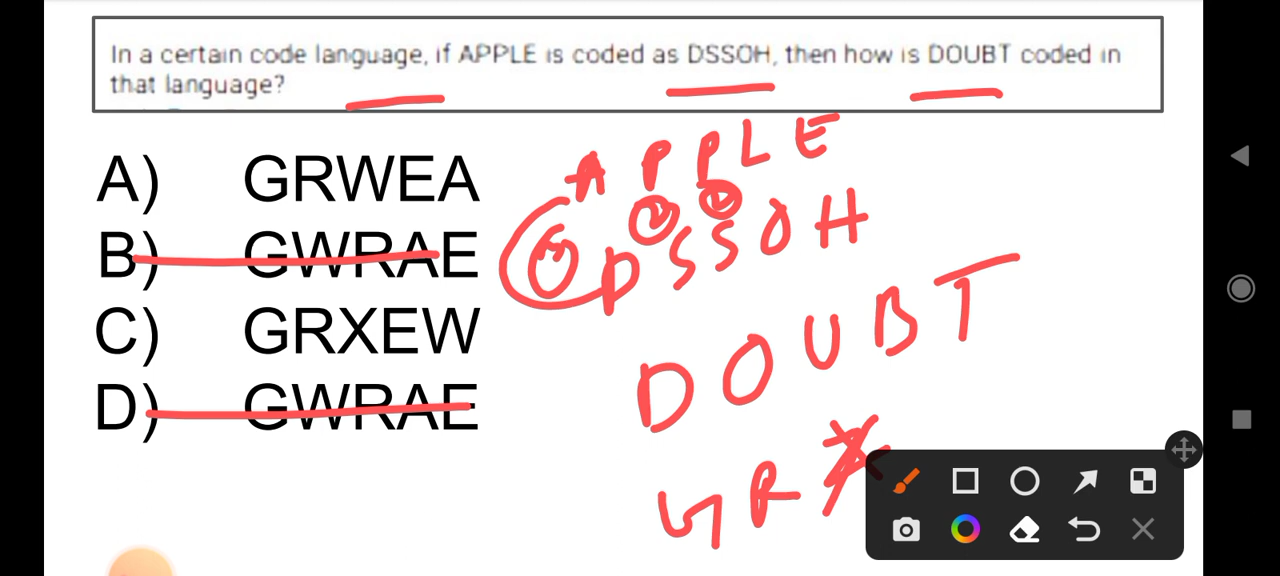 In a certain code language, if APPLE is coded as DSSOH, then how is DOUBT coded in
that language?
A) GRWEA
B) GWRAE
C) GRXEW
D) GWRAE
APPLE
DSSOH
DOUBT
GRX